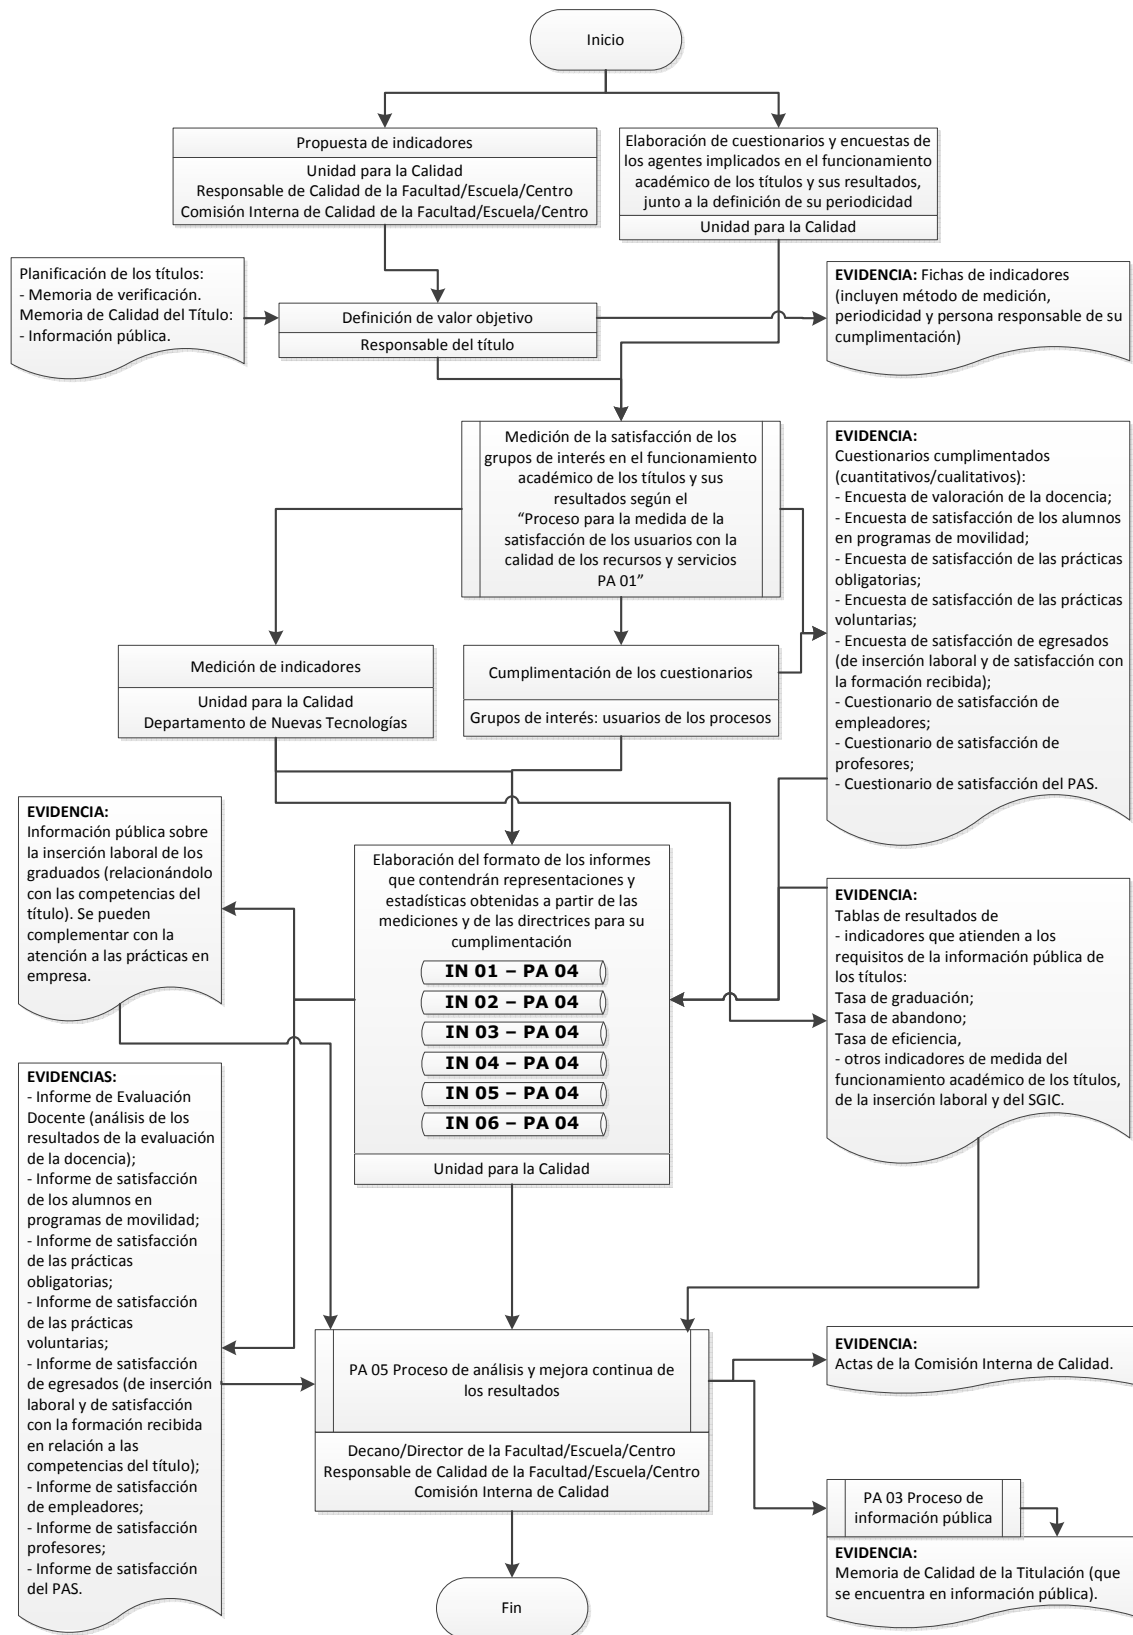 Inicio
Propuesta de indicadores
Unidad para la Calidad
Responsable de Calidad de la Facultad/Escuela/Centro
Comisión Interna de Calidad de la Facultad/Escuela/Centro
Elaboración de cuestionarios y encuestas de
los agentes implicados en el funcionamiento
académico de los títulos y sus resultados,
junto a la definición de su periodicidad
Unidad para la Calidad
Planificación de los títulos:
- Memoria de verificación.
Memoria de Calidad del Título:
- Información pública.
Definición de valor objetivo
Responsable del título
EVIDENCIA: Fichas de indicadores
(incluyen método de medición,
periodicidad y persona responsable de su
cumplimentación)
Medición de la satisfacción de los
grupos de interés en el funcionamiento
académico de los títulos y sus
resultados según el
“Proceso para la medida de la
satisfacción de los usuarios con la
calidad de los recursos y servicios
PA 01”
EVIDENCIA:
Cuestionarios cumplimentados
(cuantitativos/cualitativos):
- Encuesta de valoración de la docencia;
- Encuesta de satisfacción de los alumnos
en programas de movilidad;
- Encuesta de satisfacción de las prácticas
obligatorias;
- Encuesta de satisfacción de las prácticas
voluntarias;
- Encuesta de satisfacción de egresados
(de inserción laboral y de satisfacción con
la formación recibida);
- Cuestionario de satisfacción de
empleadores;
- Cuestionario de satisfacción de
profesores;
- Cuestionario de satisfacción del PAS.
Medición de indicadores
Unidad para la Calidad
Departamento de Nuevas Tecnologías
Cumplimentación de los cuestionarios
Grupos de interés: usuarios de los procesos
EVIDENCIA:
Información pública sobre
la inserción laboral de los
graduados (relacionándolo
con las competencias del
título). Se pueden
complementar con la
atención a las prácticas en
empresa.
Elaboración del formato de los informes
que contendrán representaciones y
estadísticas obtenidas a partir de las
mediciones y de las directrices para su
cumplimentación
IN 01 – PA 04
IN 02 – PA 04
IN 03 – PA 04
IN 04 – PA 04
IN 05 – PA 04
IN 06 – PA 04
Unidad para la Calidad
EVIDENCIA:
Tablas de resultados de
- indicadores que atienden a los
requisitos de la información pública de
los títulos:
Tasa de graduación;
Tasa de abandono;
Tasa de eficiencia,
- otros indicadores de medida del
funcionamiento académico de los títulos,
de la inserción laboral y del SGIC.
EVIDENCIAS:
- Informe de Evaluación
Docente (análisis de los
resultados de la evaluación
de la docencia);
- Informe de satisfacción
de los alumnos en
programas de movilidad;
- Informe de satisfacción
de las prácticas
obligatorias;
- Informe de satisfacción
de las prácticas
voluntarias;
- Informe de satisfacción
de egresados (de inserción
laboral y de satisfacción
con la formación recibida
en relación a las
competencias del título);
- Informe de satisfacción
de empleadores;
- Informe de satisfacción
profesores;
- Informe de satisfacción
del PAS.
PA 05 Proceso de análisis y mejora continua de
los resultados
Decano/Director de la Facultad/Escuela/Centro
Responsable de Calidad de la Facultad/Escuela/Centro
Comisión Interna de Calidad
EVIDENCIA:
Actas de la Comisión Interna de Calidad.
PA 03 Proceso de
información pública
EVIDENCIA:
Memoria de Calidad de la Titulación (que
se encuentra en información pública).
Fin